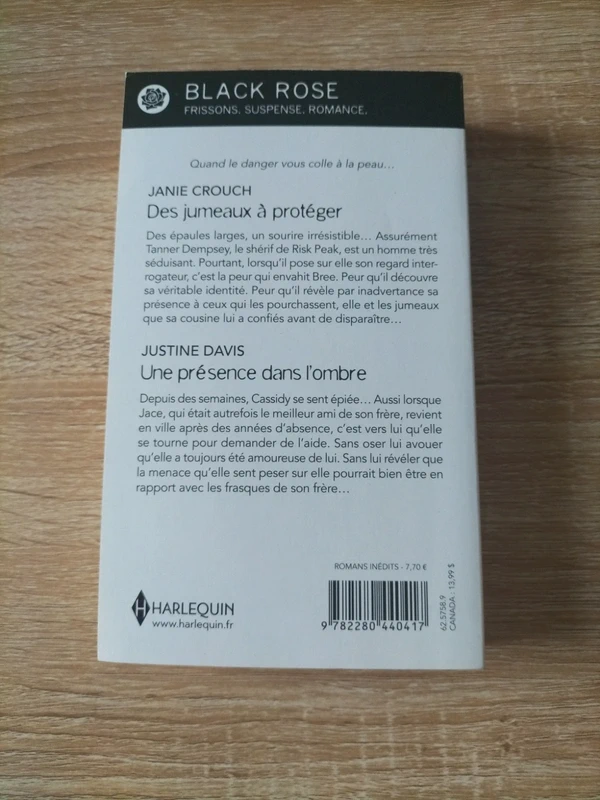 BLACK ROSE
FRISSONS. SUSPENSE. ROMANCE.
Quand le danger vous colle à la peau...
JANIE CROUCH
Des jumeaux à protéger
Des épaules larges, un sourire irrésistible... Assurément
Tanner Dempsey, le shérif de Risk Peak, est un homme très
séduisant. Pourtant, lorsqu'il pose sur elle son regard inter-
rogateur, c'est la peur qui envahit Bree. Peur qu'il découvre
sa véritable identité. Peur qu'il révèle par inadvertance sa
présence à ceux qui les pourchassent, elle et les jumeaux
que sa cousine lui a confiés avant de disparaître...
JUSTINE DAVIS
Une présence dans l'ombre
Depuis des semaines, Cassidy se sent épiée... Aussi lorsque
Jace, qui était autrefois le meilleur ami de son frère, revient
en ville après des années d'absence, c'est vers lui qu'elle
se tourne pour demander de l'aide. Sans oser lui avouer
qu'elle a toujours été amoureuse de lui. Sans lui révéler que
la menace qu'elle sent peser sur elle pourrait bien être en
rapport avec les frasques de son frère...
ROMANS INÉDITS - 7,70 €
H HARLEQUIN
www.harlequin.fr
9 782280 440417
62.5758.9
CANADA : 13,99 $